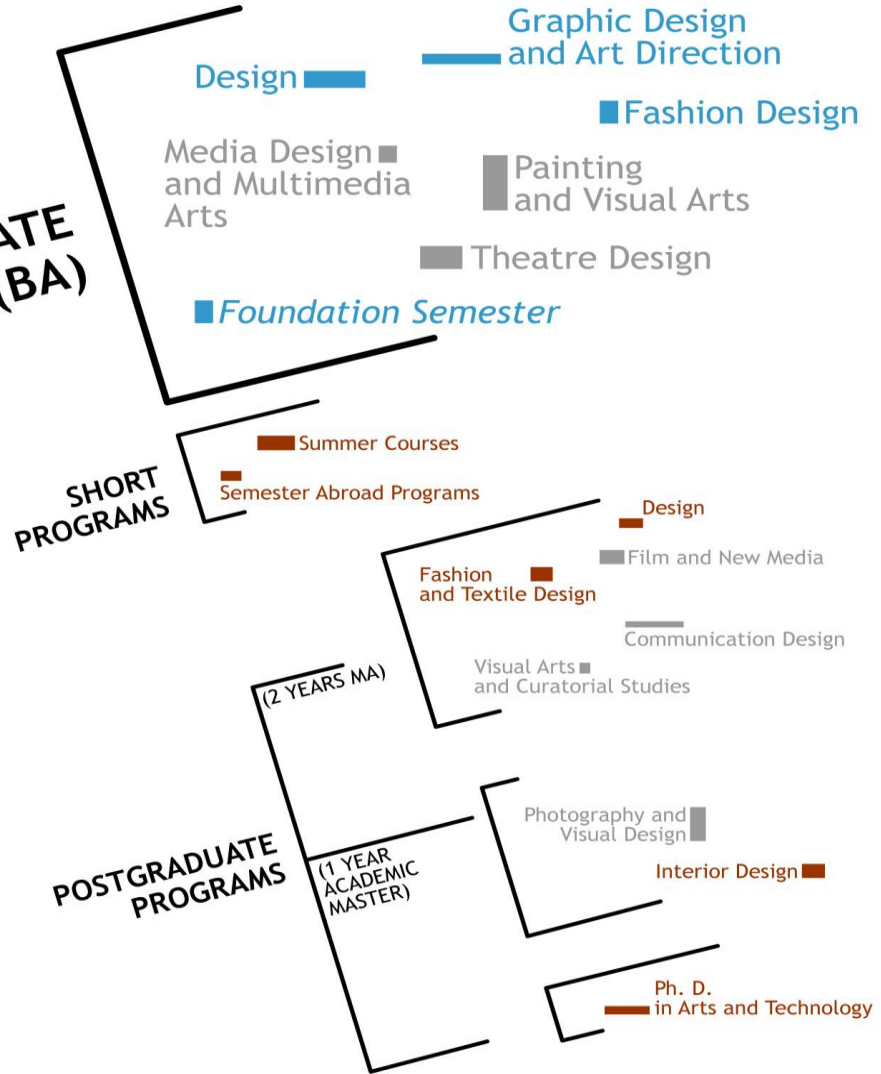 Graphic Design
and Art Direction
Design
Fashion Design
Media Design
and Multimedia
Arts
Painting
and Visual Arts
Theatre Design
Foundation Semester
(BA)
SHORT
PROGRAMS
Summer Courses
Semester Abroad Programs
POSTGRADUATE
PROGRAMS
(2 YEARS MA)
Design
Film and New Media
Fashion
and Textile Design
Communication Design
Visual Arts
and Curatorial Studies
(1 YEAR
ACADEMIC
MASTER)
Photography and
Visual Design
Interior Design
Ph. D.
in Arts and Technology